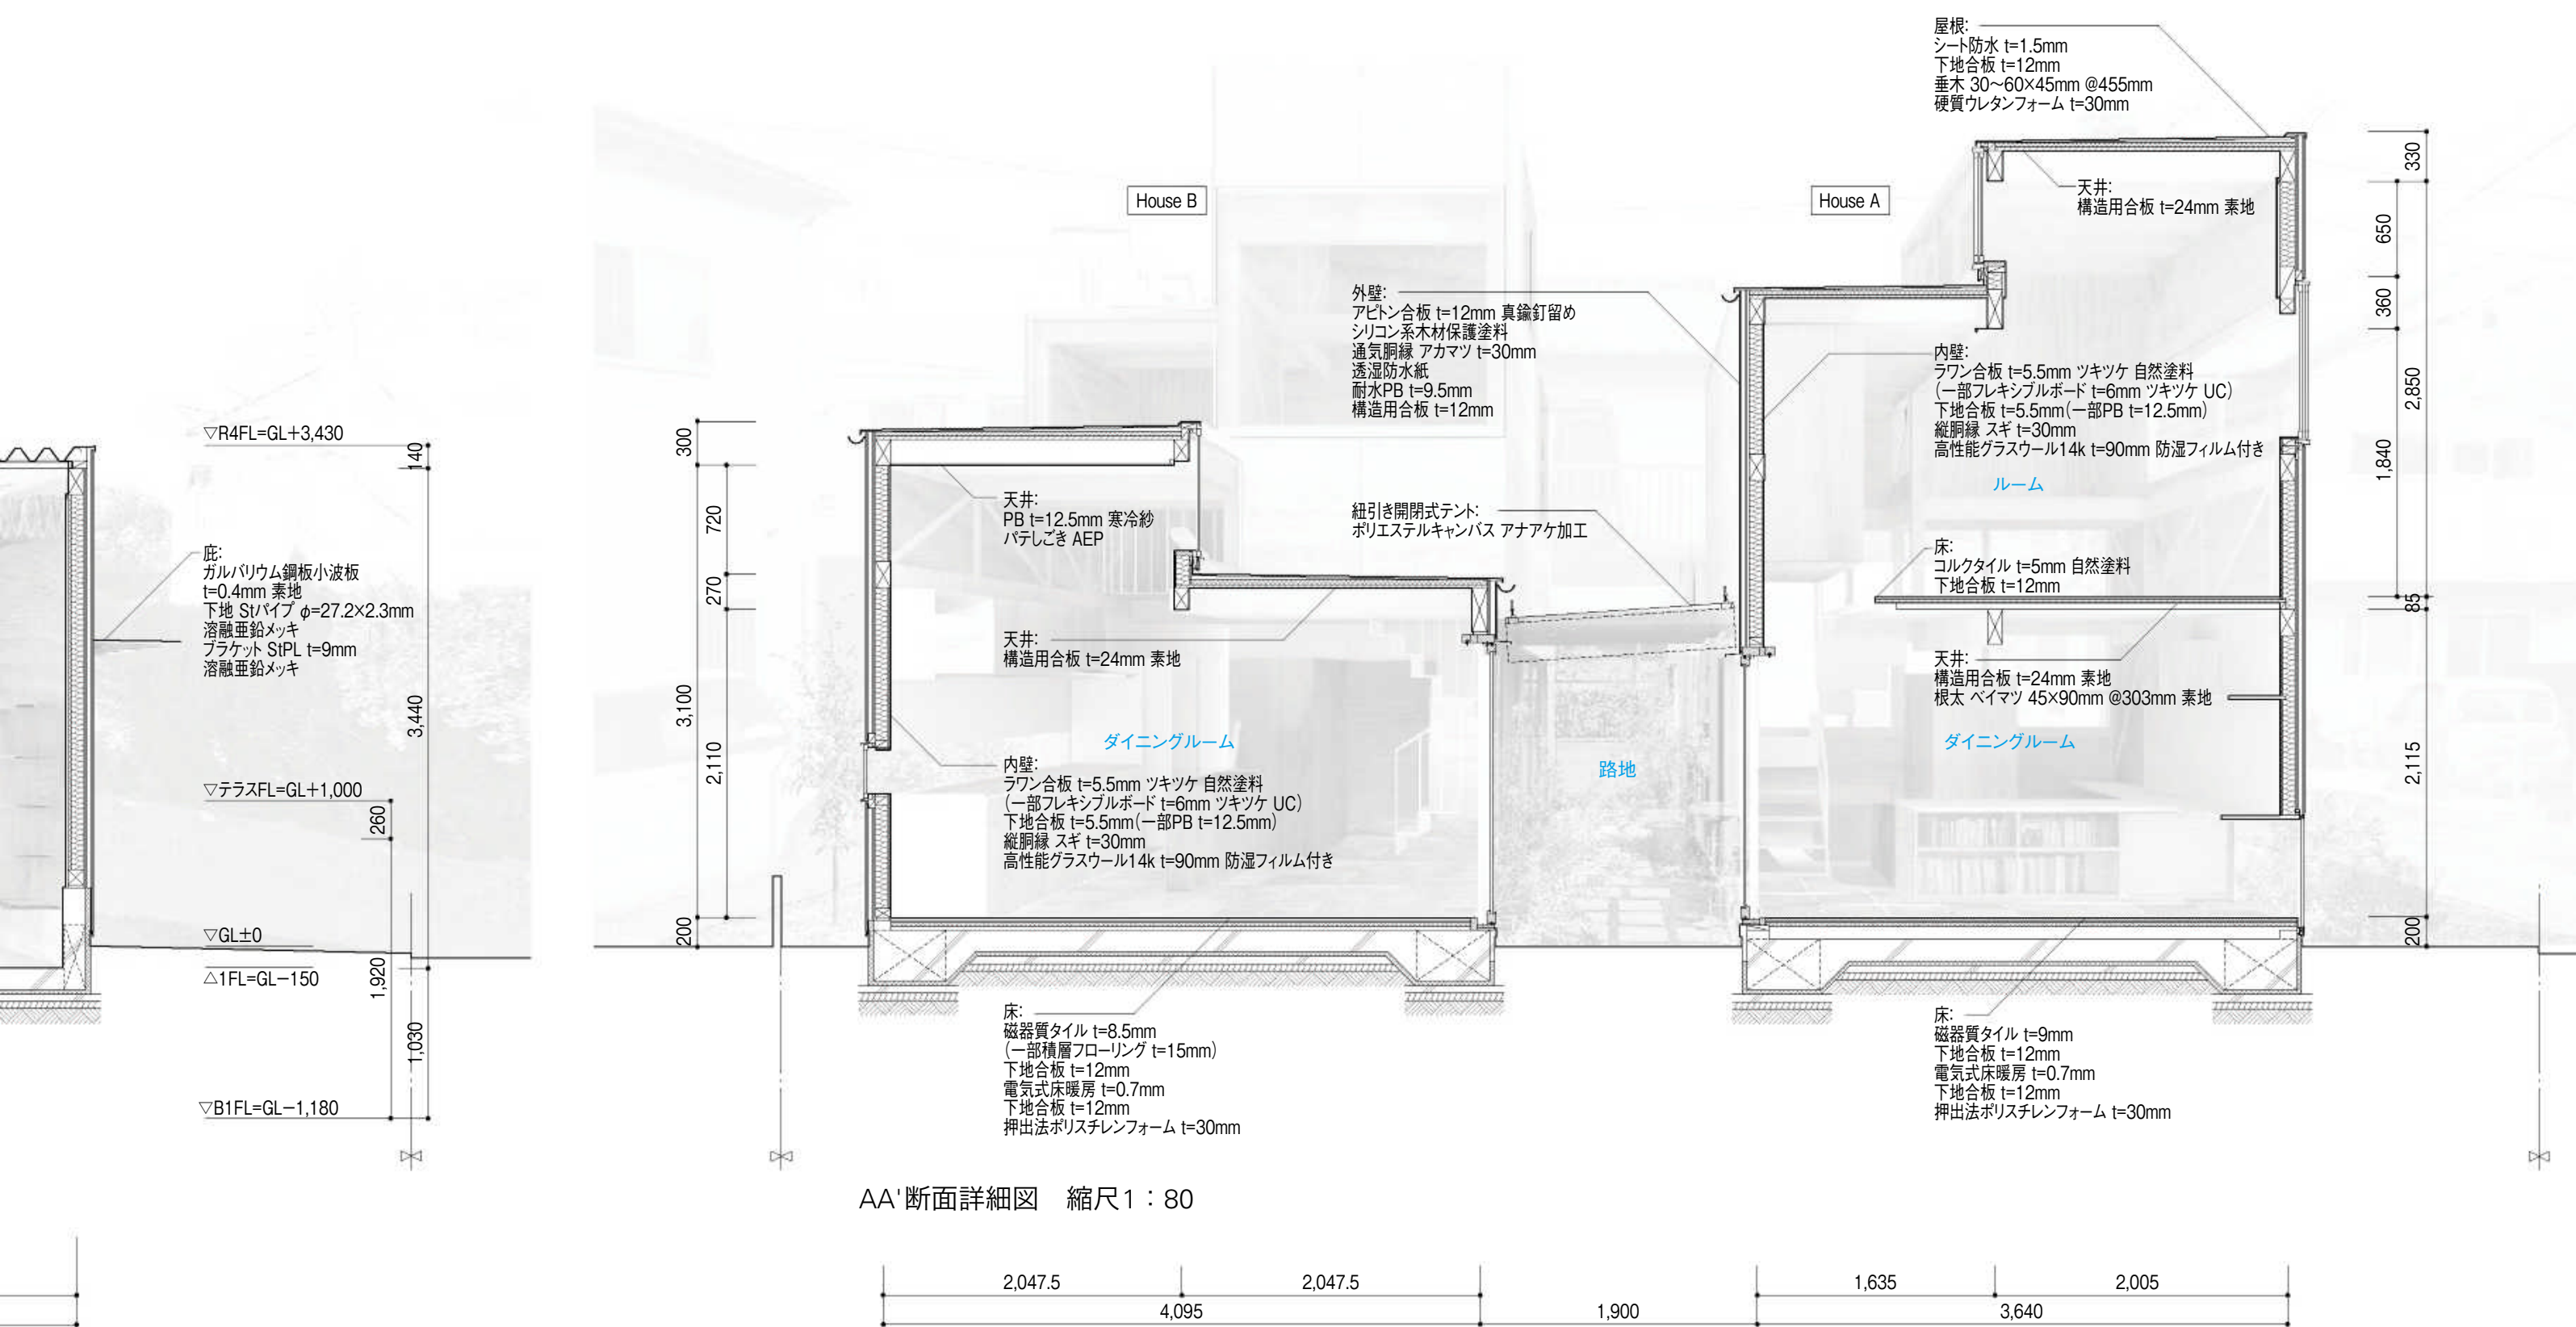 屋根:
シート防水 t=1.5mm
下地合板 t=12mm
垂木 30〜60×45mm @455mm
硬質ウレタンフォーム t=30mm
330
天井:
構造用合板 t=24mm 素地
House B
House A
650
360
外壁:
アピトン合板 t=12mm 真鍮釘留め
シリコン系木材保護塗料
通気胴縁 アカマツ t=30mm
透湿防水紙
耐水PB t=9.5mm
構造用合板 t=12mm
内壁:
ラワン合板 t=5.5mm ツキツケ 自然塗料
(一部フレキシブルボード t=6mm ツキツケ UC)
下地合板 t=5.5mm(一部PB t=12.5mm)
縦胴縁 スギ t=30mm
高性能グラスウール14k t=90mm 防湿フィルム付き
2,850
1,840
ルーム
▽R4FL=GL+3,430
140
300
天井:
PB t=12.5mm 寒冷紗
パテしごき AEP
720
紐引き開閉式テント:
ポリエステルキャンバス アナアケ加工
庇:
ガルバリウム鋼板小波板
t=0.4mm 素地
下地 Stパイプ φ=27.2×2.3mm
溶融亜鉛メッキ
ブラケット StPL t=9mm
溶融亜鉛メッキ
270
床:
コルクタイル t=5mm 自然塗料
下地合板 t=12mm
85
天井:
構造用合板 t=24mm 素地
天井:
構造用合板 t=24mm 素地
根太 ベイマツ 45×90mm @303mm 素地
3,440
3,100
2,110
ダイニングルーム
路地
ダイニングルーム
2,115
内壁:
ラワン合板 t=5.5mm ツキツケ 自然塗料
(一部フレキシブルボード t=6mm ツキツケ UC)
下地合板 t=5.5mm(一部PB t=12.5mm)
縦胴縁 スギ t=30mm
高性能グラスウール14k t=90mm 防湿フィルム付き
▽テラスFL=GL+1,000
260
▽GL±0
200
200
△1FL=GL−150
1,920
1,030
▽B1FL=GL−1,180
床:
磁器質タイル t=8.5mm
(一部積層フローリング t=15mm)
下地合板 t=12mm
電気式床暖房 t=0.7mm
下地合板 t=12mm
押出法ポリスチレンフォーム t=30mm
床:
磁器質タイル t=9mm
下地合板 t=12mm
電気式床暖房 t=0.7mm
下地合板 t=12mm
押出法ポリスチレンフォーム t=30mm
AA'断面詳細図 縮尺1：80
2,047.5 2,047.5 1,635 2,005
4,095 1,900 3,640